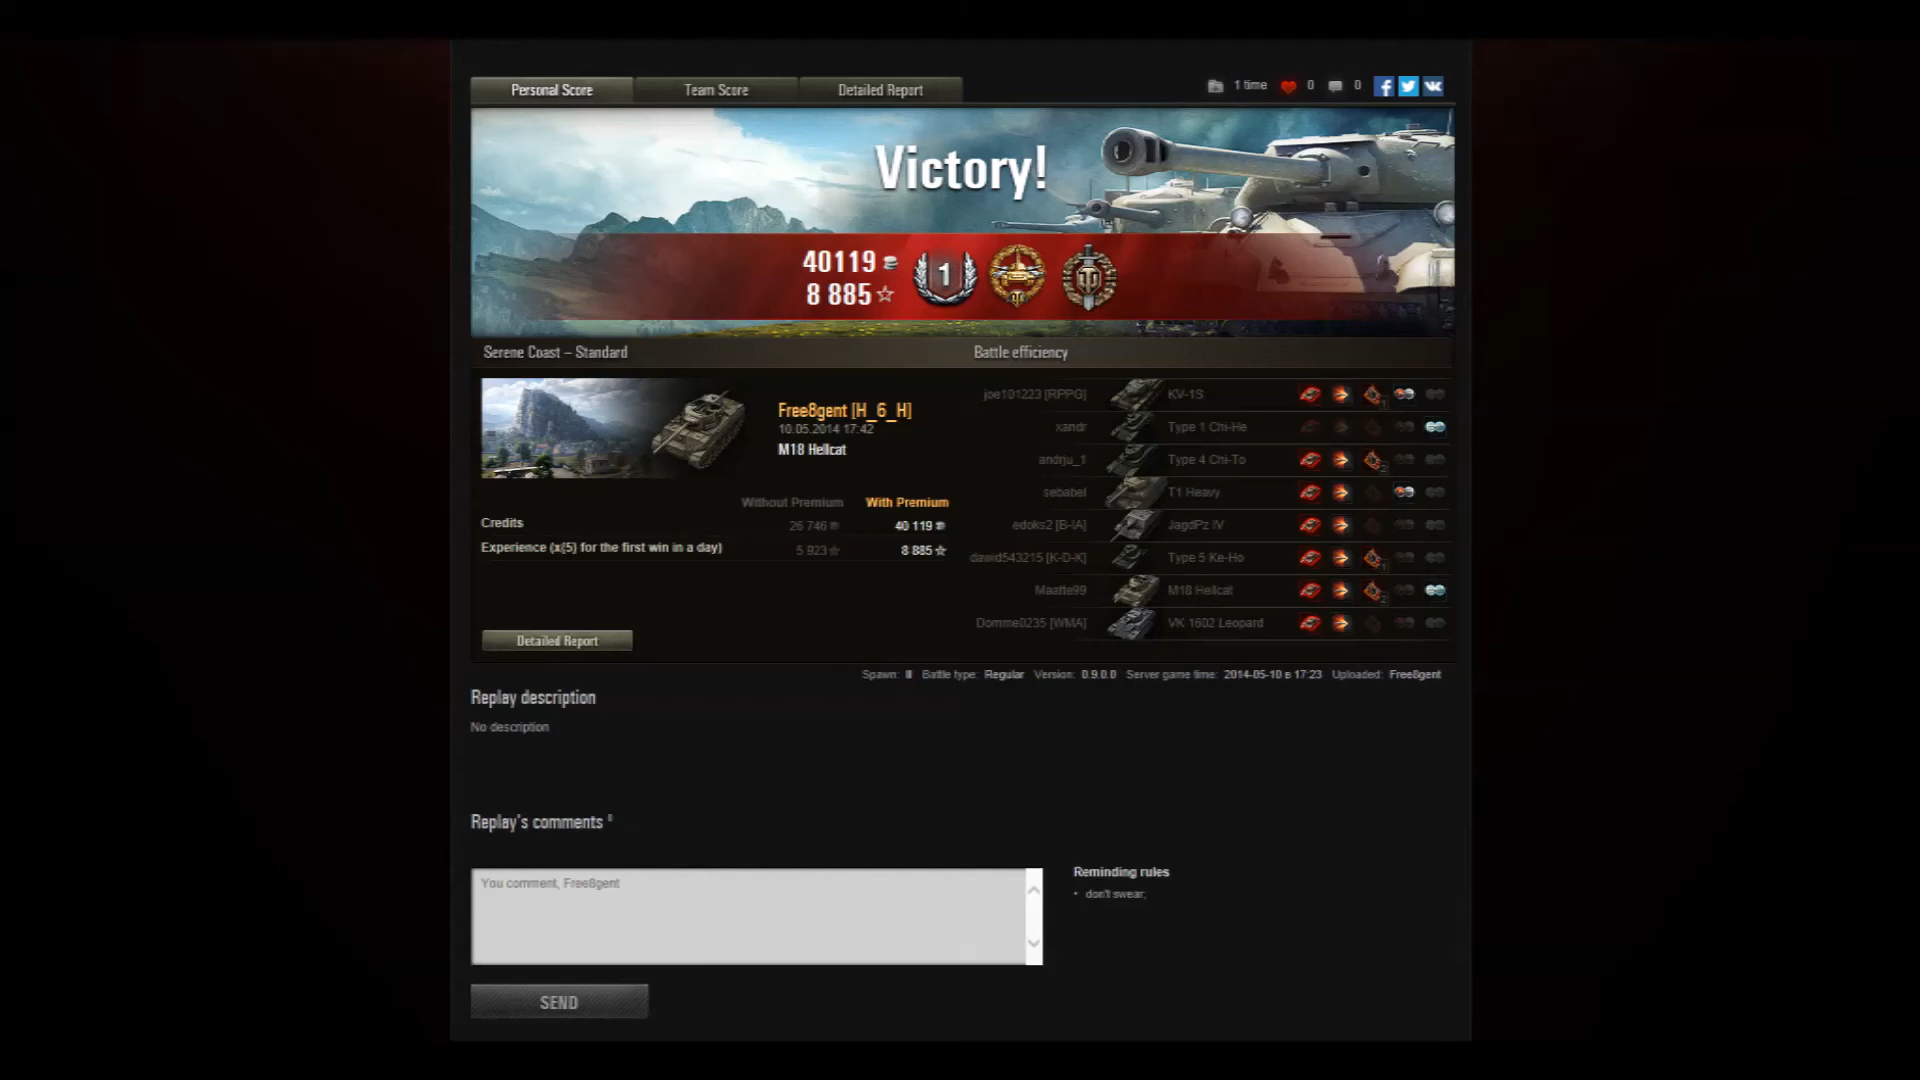 Personal Score
Team Score
Detailed Report
1 time
0
0
Victory!
40119
8 885
1
Serene Coast – Standard
Battle efficiency
Free8gent [H_6_H]
10.05.2014 17:42
M18 Hellcat
Without Premium
With Premium
Credits
26 746
40 119
Experience (x(5) for the first win in a day)
5 923
8 885
Detailed Report
joe101223 [RPPG]
KV-1S
xandr
Type 1 Chi-He
andrju_1
Type 4 Chi-To
sebabel
T1 Heavy
edoks2 [B-IA]
JagdPz IV
dawid543215 [K-D-K]
Type 5 Ke-Ho
Maatte99
M18 Hellcat
Domme0235 [WMA]
VK 1602 Leopard
Spawn: II Battle type: Regular Version: 0.9.0.0 Server game time: 2014-05-10 в 17:23 Uploaded: Free8gent
Replay description
No description
Replay's comments
You comment, Free8gent
Reminding rules
• don't swear;
SEND